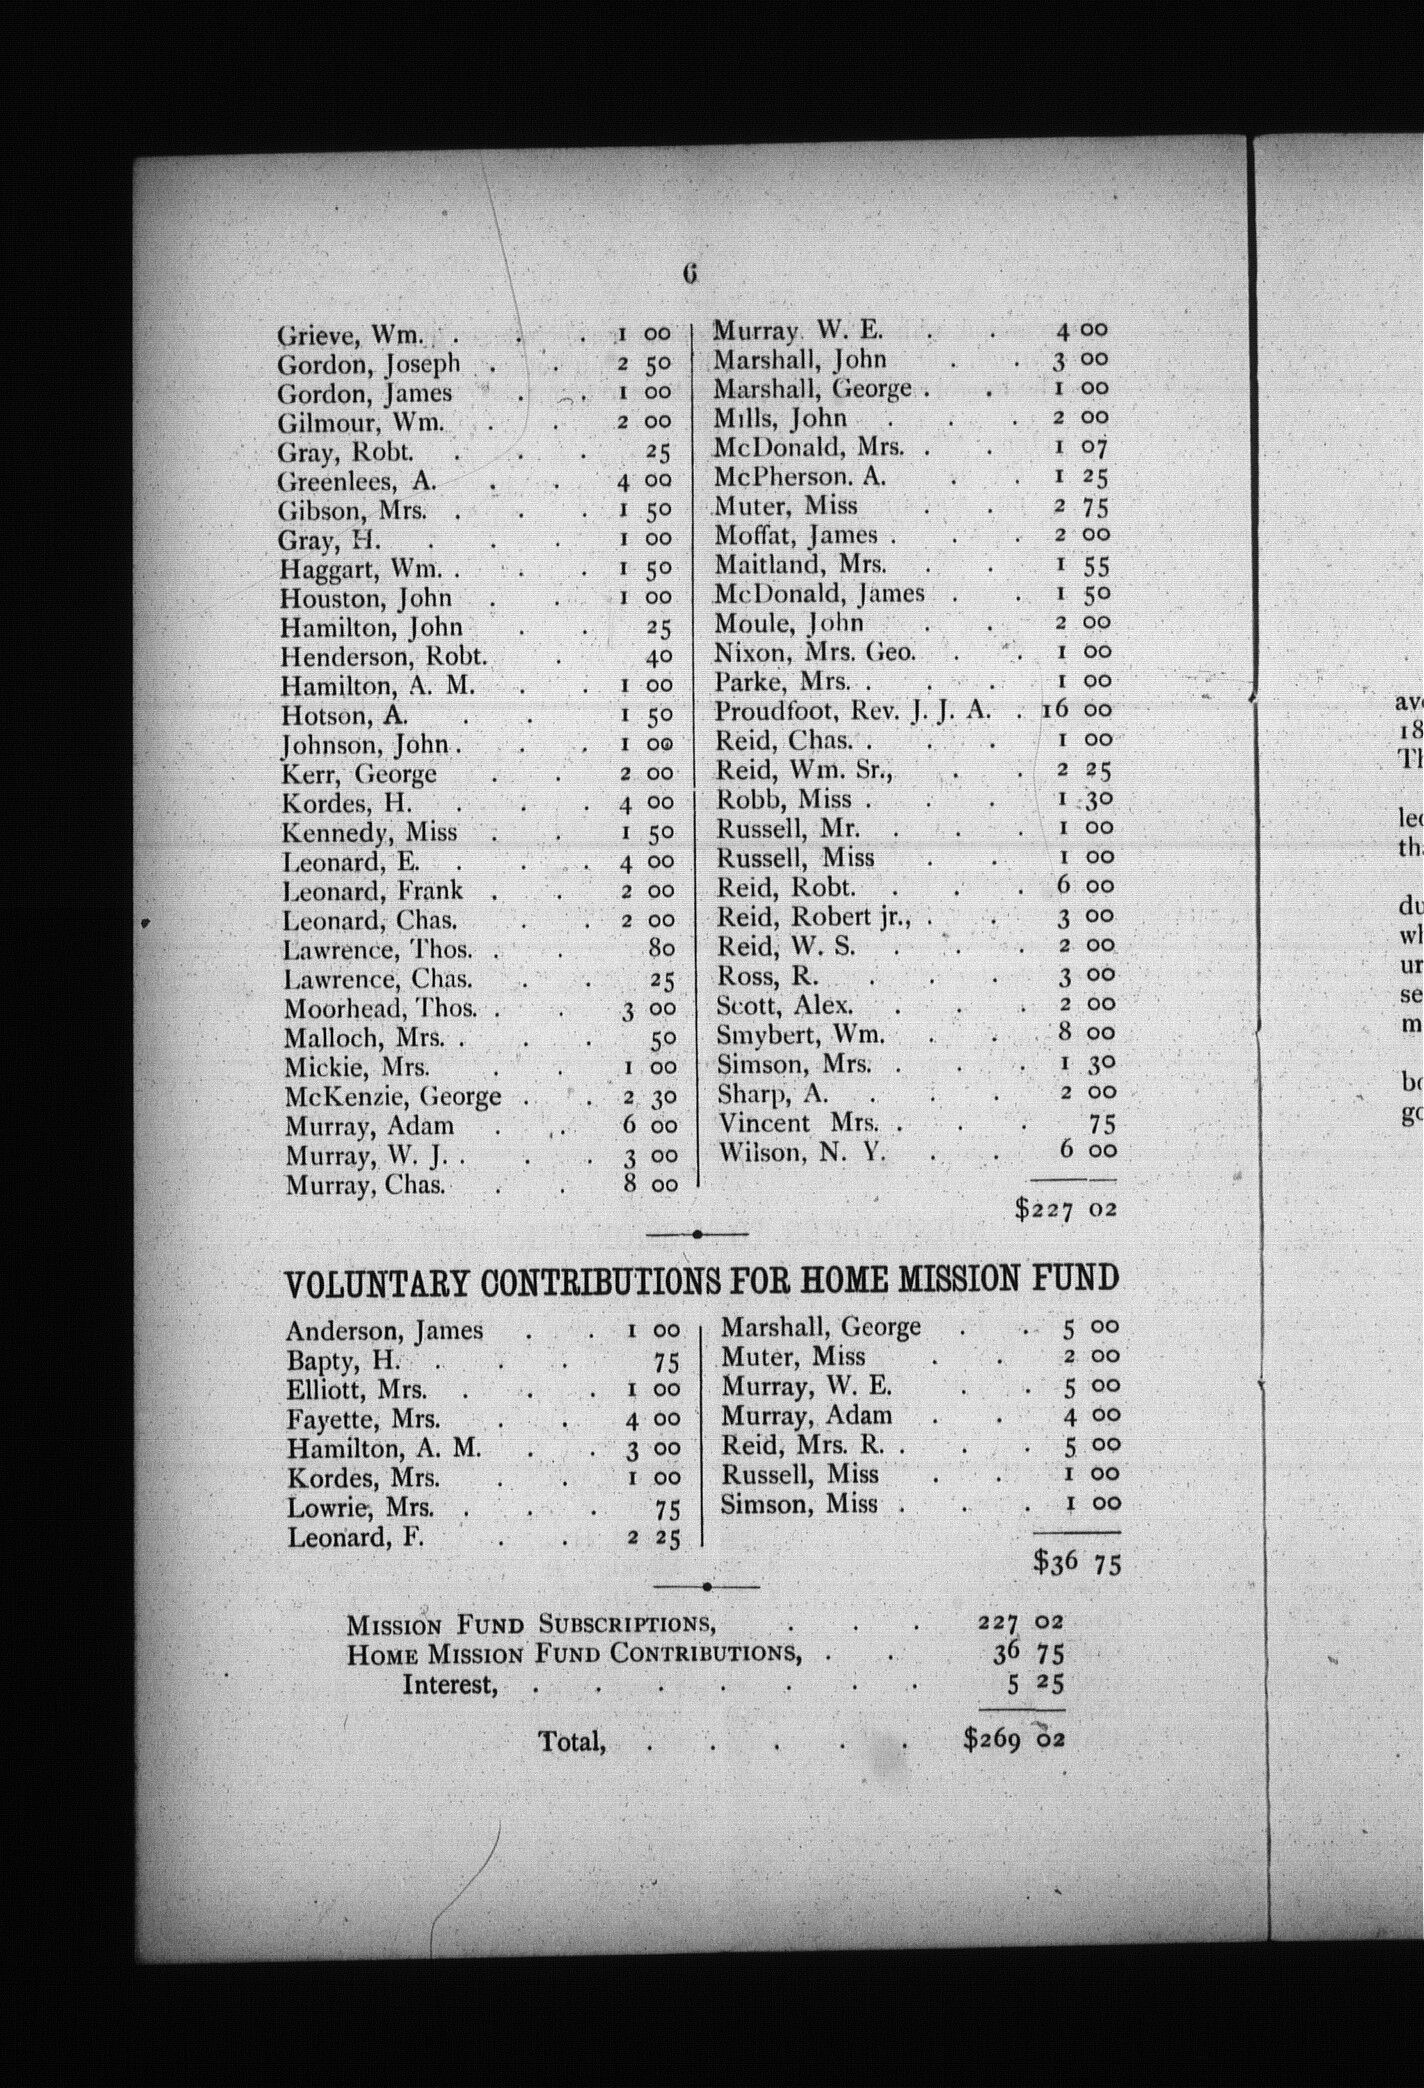 6
Grieve, Wm. . . . 1 00
Gordon, Joseph . . 2 50
Gordon, James . . 1 00
Gilmour, Wm. . . 2 00
Gray, Robt. . . . 25
Greenlees, A. . . 4 00
Gibson, Mrs. . . . 1 50
Gray, H. . . . 1 00
Haggart, Wm. . . . 1 50
Houston, John . . 1 00
Hamilton, John . . 25
Henderson, Robt. . 40
Hamilton, A. M. . . 1 00
Hotson, A. . . 1 50
Johnson, John . . . 1 00
Kerr, George . . 2 00
Kordes, H. . . . 4 00
Kennedy, Miss . . 1 50
Leonard, E. . . . 4 00
Leonard, Frank . . 2 00
Leonard, Chas. . . 2 00
Lawrence, Thos. . . 80
Lawrence, Chas. . . 25
Moorhead, Thos. . . 3 00
Malloch, Mrs. . . . 50
Mickie, Mrs. . . 1 00
McKenzie, George . . 2 30
Murray, Adam . . 6 00
Murray, W. J. . . . 3 00
Murray, Chas. . . 8 00
Murray. W. E. . . 4 00
Marshall, John . . 3 00
Marshall, George . . 1 00
Mills, John . . . 2 00
McDonald, Mrs. . . 1 07
McPherson. A. . . 1 25
Muter, Miss . . 2 75
Moffat, James . . . 2 00
Maitland, Mrs. . . 1 55
McDonald, James . . 1 50
Moule, John . . 2 00
Nixon, Mrs. Geo. . . 1 00
Parke, Mrs. . . . 1 00
Proudfoot, Rev. J. J. A. . 16 00
Reid, Chas. . . . 1 00
Reid, Wm. Sr., . . 2 25
Robb, Miss . . . 1 30
Russell, Mr. . . . 1 00
Russell, Miss . . 1 00
Reid, Robt. . . . 6 00
Reid, Robert jr., . . 3 00
Reid, W. S. . . . 2 00
Ross, R. . . . 3 00
Scott, Alex. . . . 2 00
Smybert, Wm. . . 8 00
Simson, Mrs. . . . 1 30
Sharp, A. . . . 2 00
Vincent Mrs. . . . 75
Wilson, N. Y. . . 6 00
$227 02
VOLUNTARY CONTRIBUTIONS FOR HOME MISSION FUND
Anderson, James . . 1 00
Bapty, H. . . . 75
Elliott, Mrs. . . . 1 00
Fayette, Mrs. . . 4 00
Hamilton, A. M. . . 3 00
Kordes, Mrs. . . 1 00
Lowrie, Mrs. . . . 75
Leonard, F. . . 2 25
Marshall, George . . 5 00
Muter, Miss . . 2 00
Murray, W. E. . . 5 00
Murray, Adam . . 4 00
Reid, Mrs. R. . . . 5 00
Russell, Miss . . 1 00
Simson, Miss . . . 1 00
$36 75
MISSION FUND SUBSCRIPTIONS, . . . 227 02
HOME MISSION FUND CONTRIBUTIONS, . . 36 75
Interest, . . . . . . . 5 25
Total, . . . . . $269 02
18